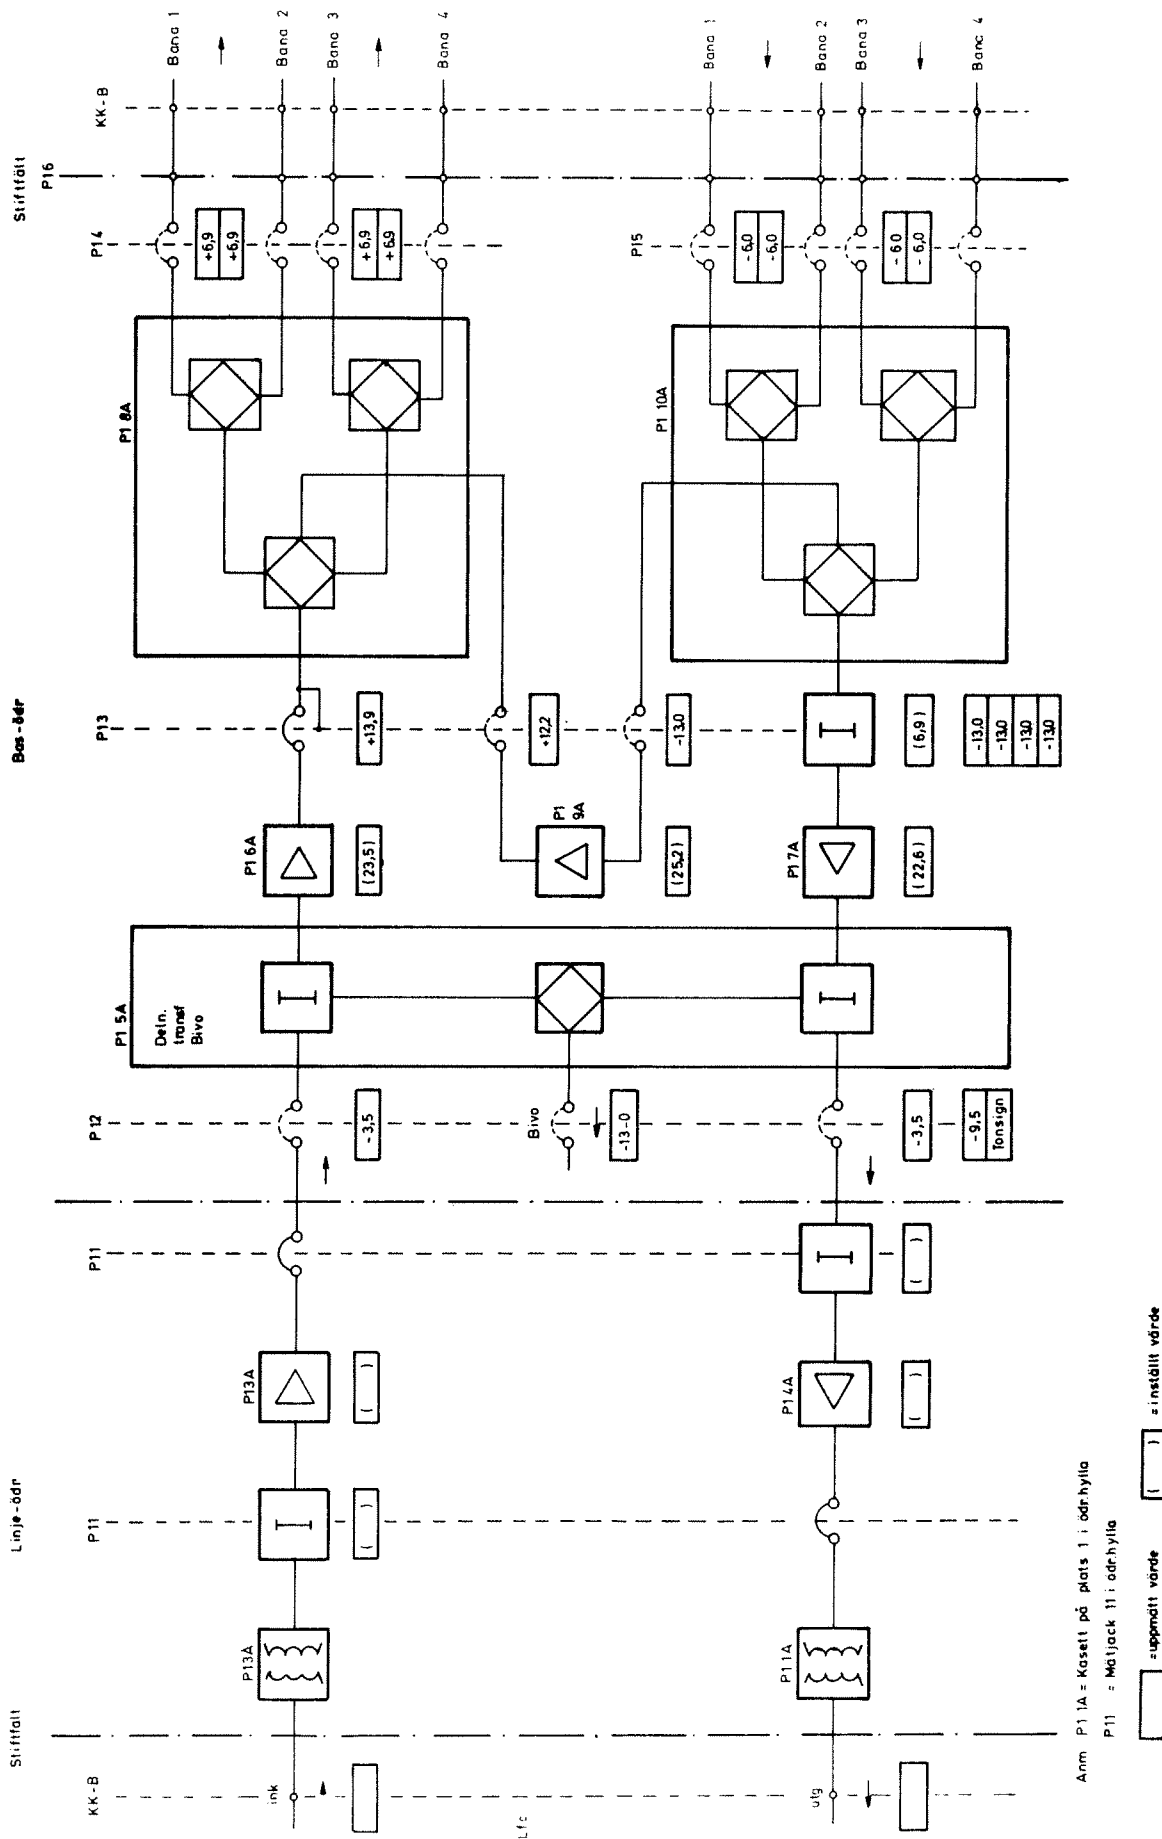 Stiftfält
Linje-ödr
Bas-ödr
Stiftfält
KK-B
P11
P11
P12
P13
P14
P16
KK-B
ink
P13A
P13A
P1 5A
Deln.
transf
Bivo
P1 6A
P1 8A
Bana 1
Bana 2
Bana 3
Bana 4
( )
( )
-3,5
(23,5)
+13,9
+6,9
+6,9
+6,9
+6,9
Lfc
Bivo
-13-0
P1
9A
(25,2)
+12,2
-13,0
utg
P1 1A
P1 4A
( )
( )
-3,5
-9,5
Tonsign
P1 7A
(22,6)
(6,9)
-13,0
-13,0
-13,0
-13,0
P1 10A
P15
-6,0
-6,0
-6,0
-6,0
Bana 1
Bana 2
Bana 3
Bana 4
Anm P1 1A = Kasett på plats 1 i ödr.hylla
P11 = Mätjack 11 i ödr.hylla
=uppmätt värde
( ) =inställt värde